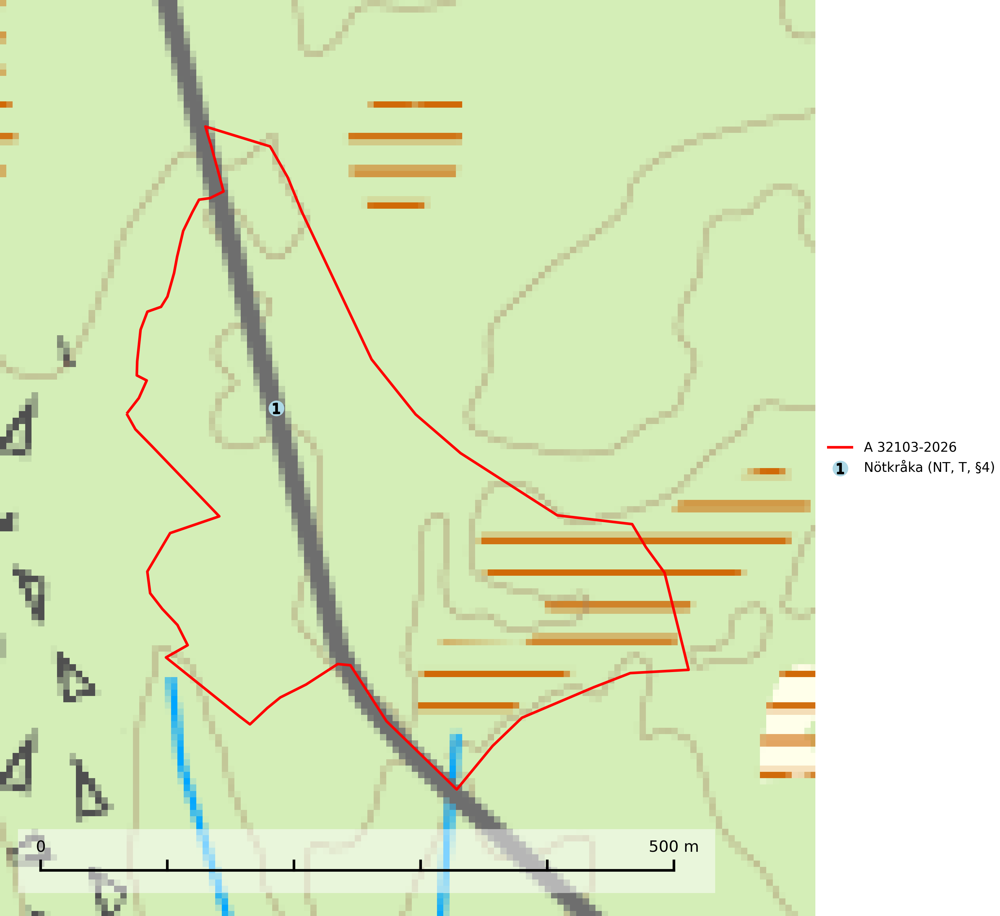 1
A 32103-2026
1 Nötkråka (NT, T, §4)
0 500 m